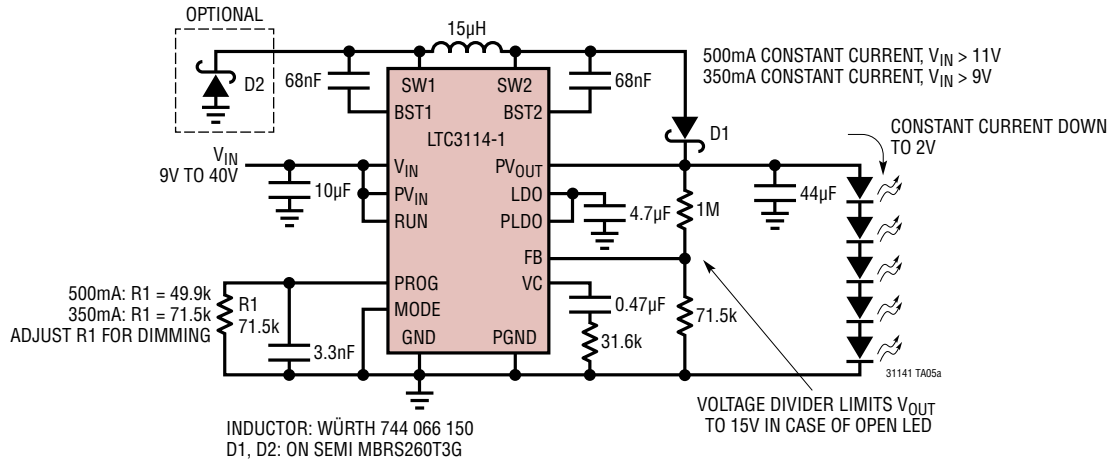 OPTIONAL
D2
15µH
68nF
68nF
SW1
SW2
BST1
BST2
LTC3114-1
500mA CONSTANT CURRENT, VIN > 11V
350mA CONSTANT CURRENT, VIN > 9V
D1
CONSTANT CURRENT DOWN
TO 2V
VIN
9V TO 40V
10µF
VIN
PVIN
RUN
PVOUT
LDO
PLDO
4.7µF
1M
44µF
FB
PROG
MODE
VC
GND
PGND
500mA: R1 = 49.9k
350mA: R1 = 71.5k
ADJUST R1 FOR DIMMING
R1
71.5k
3.3nF
0.47µF
31.6k
71.5k
31141 TA05a
VOLTAGE DIVIDER LIMITS VOUT
TO 15V IN CASE OF OPEN LED
INDUCTOR: WÜRTH 744 066 150
D1, D2: ON SEMI MBRS260T3G